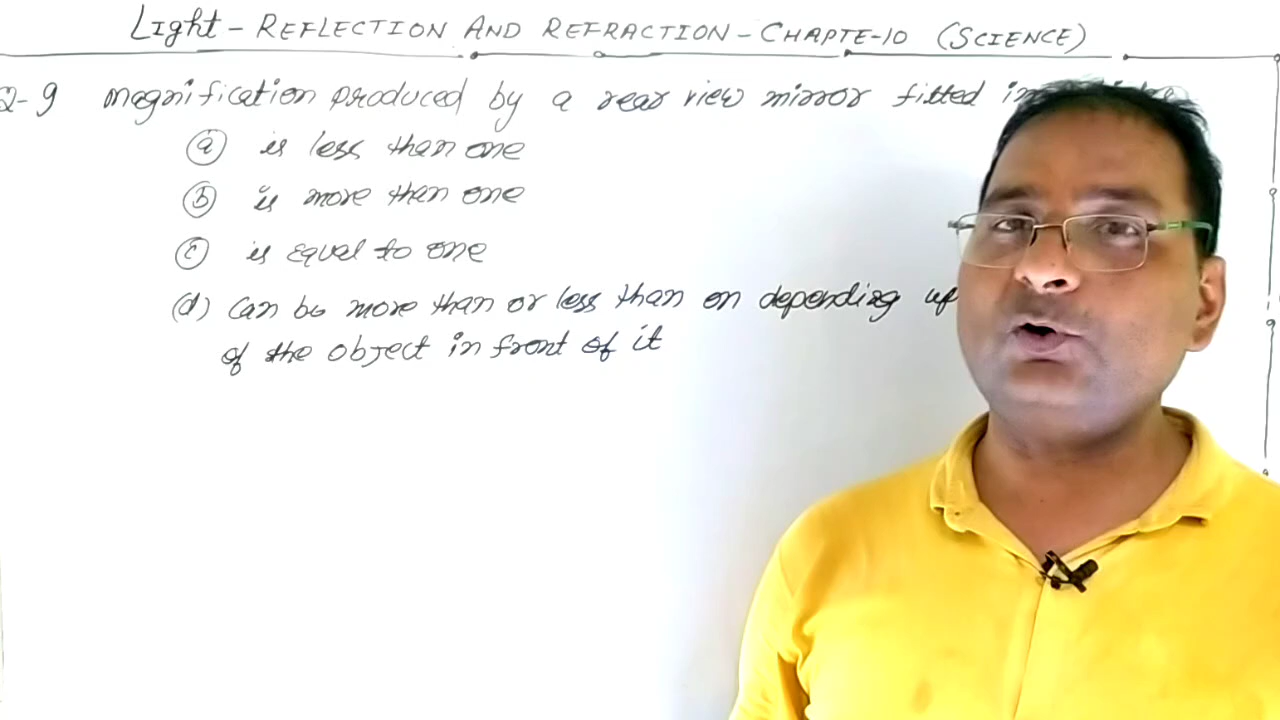 Light - REFLECTION AND REFRACTION - CHAPTE-10 (SCIENCE)
Q-9 Magnification produced by a rear view mirror fitted in
(a) is less than one
(b) is more than one
(c) is Equal to one
(d) Can be more than or less than on depending up
of the object in front of it